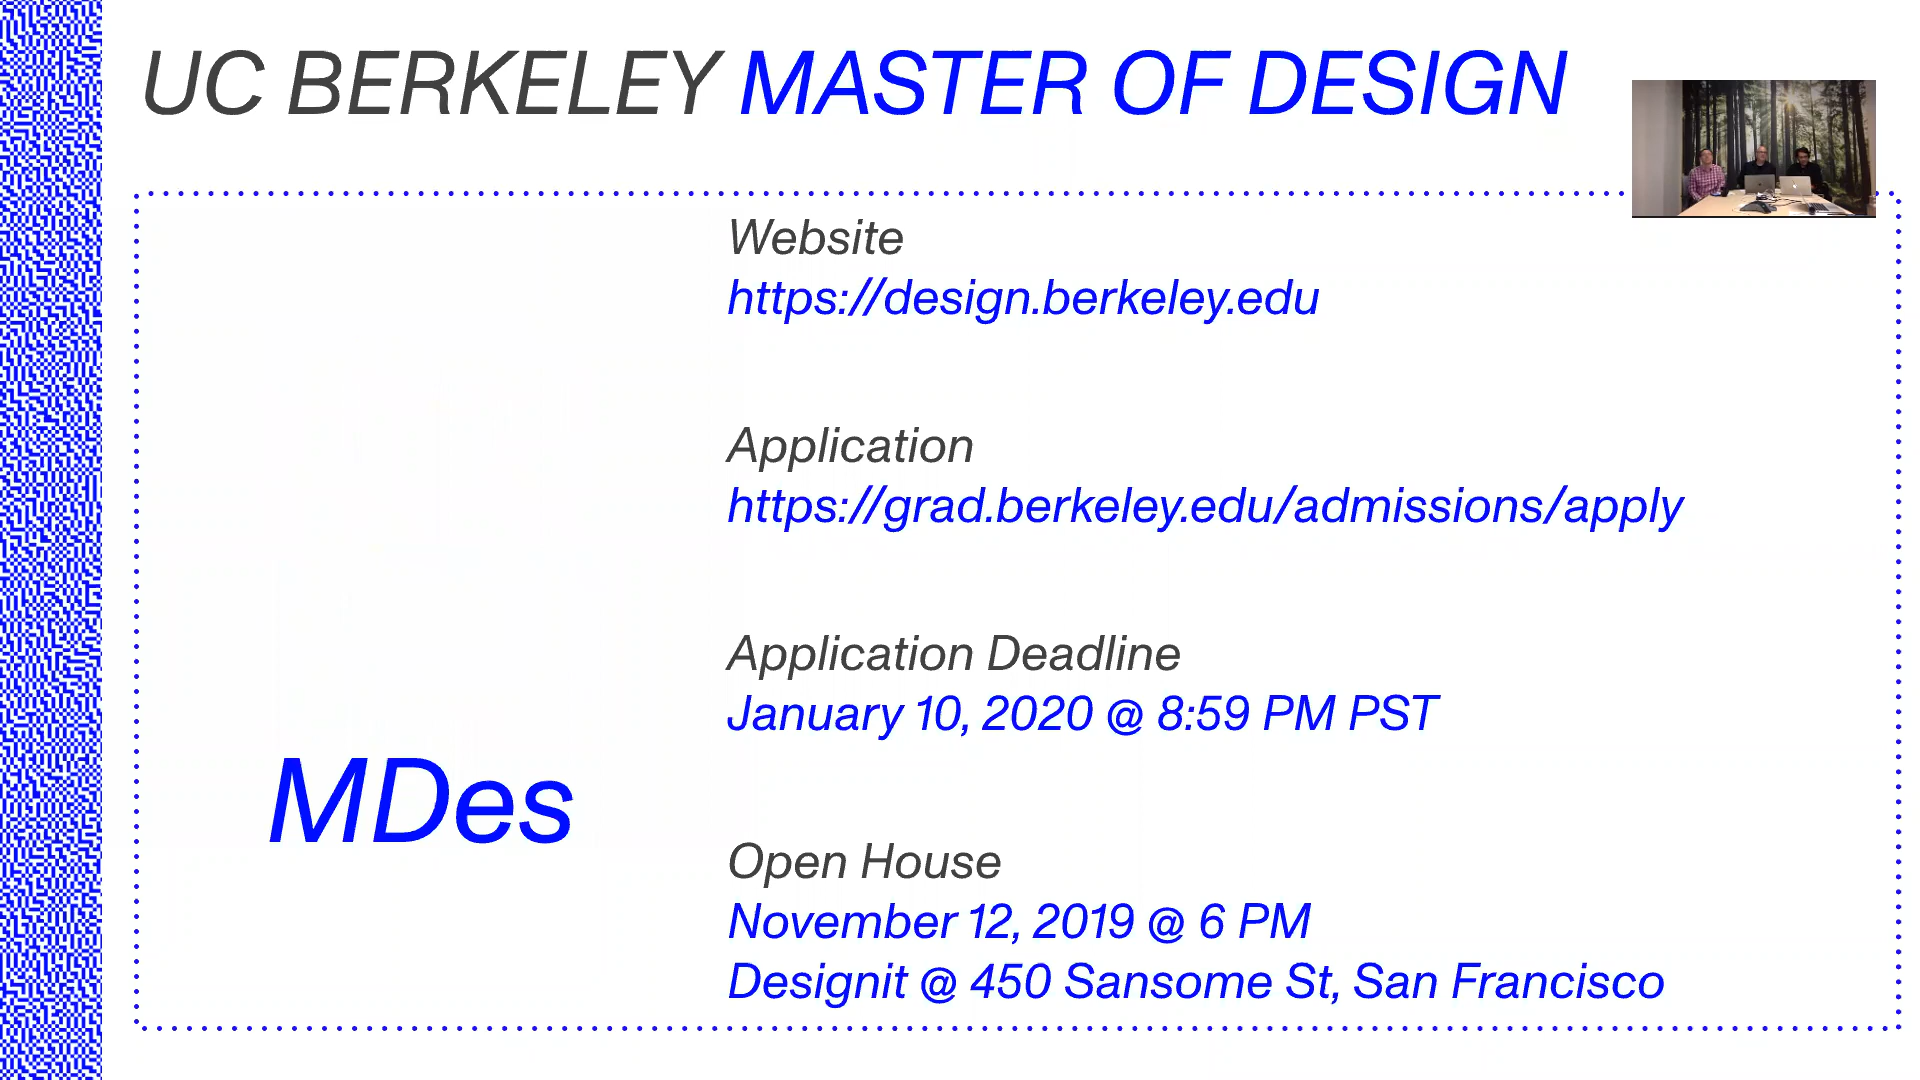 UC BERKELEY MASTER OF DESIGN
Website
https://design.berkeley.edu
Application
https://grad.berkeley.edu/admissions/apply
Application Deadline
January 10, 2020 @ 8:59 PM PST
MDes
Open House
November 12, 2019 @ 6 PM
Designit @ 450 Sansome St, San Francisco